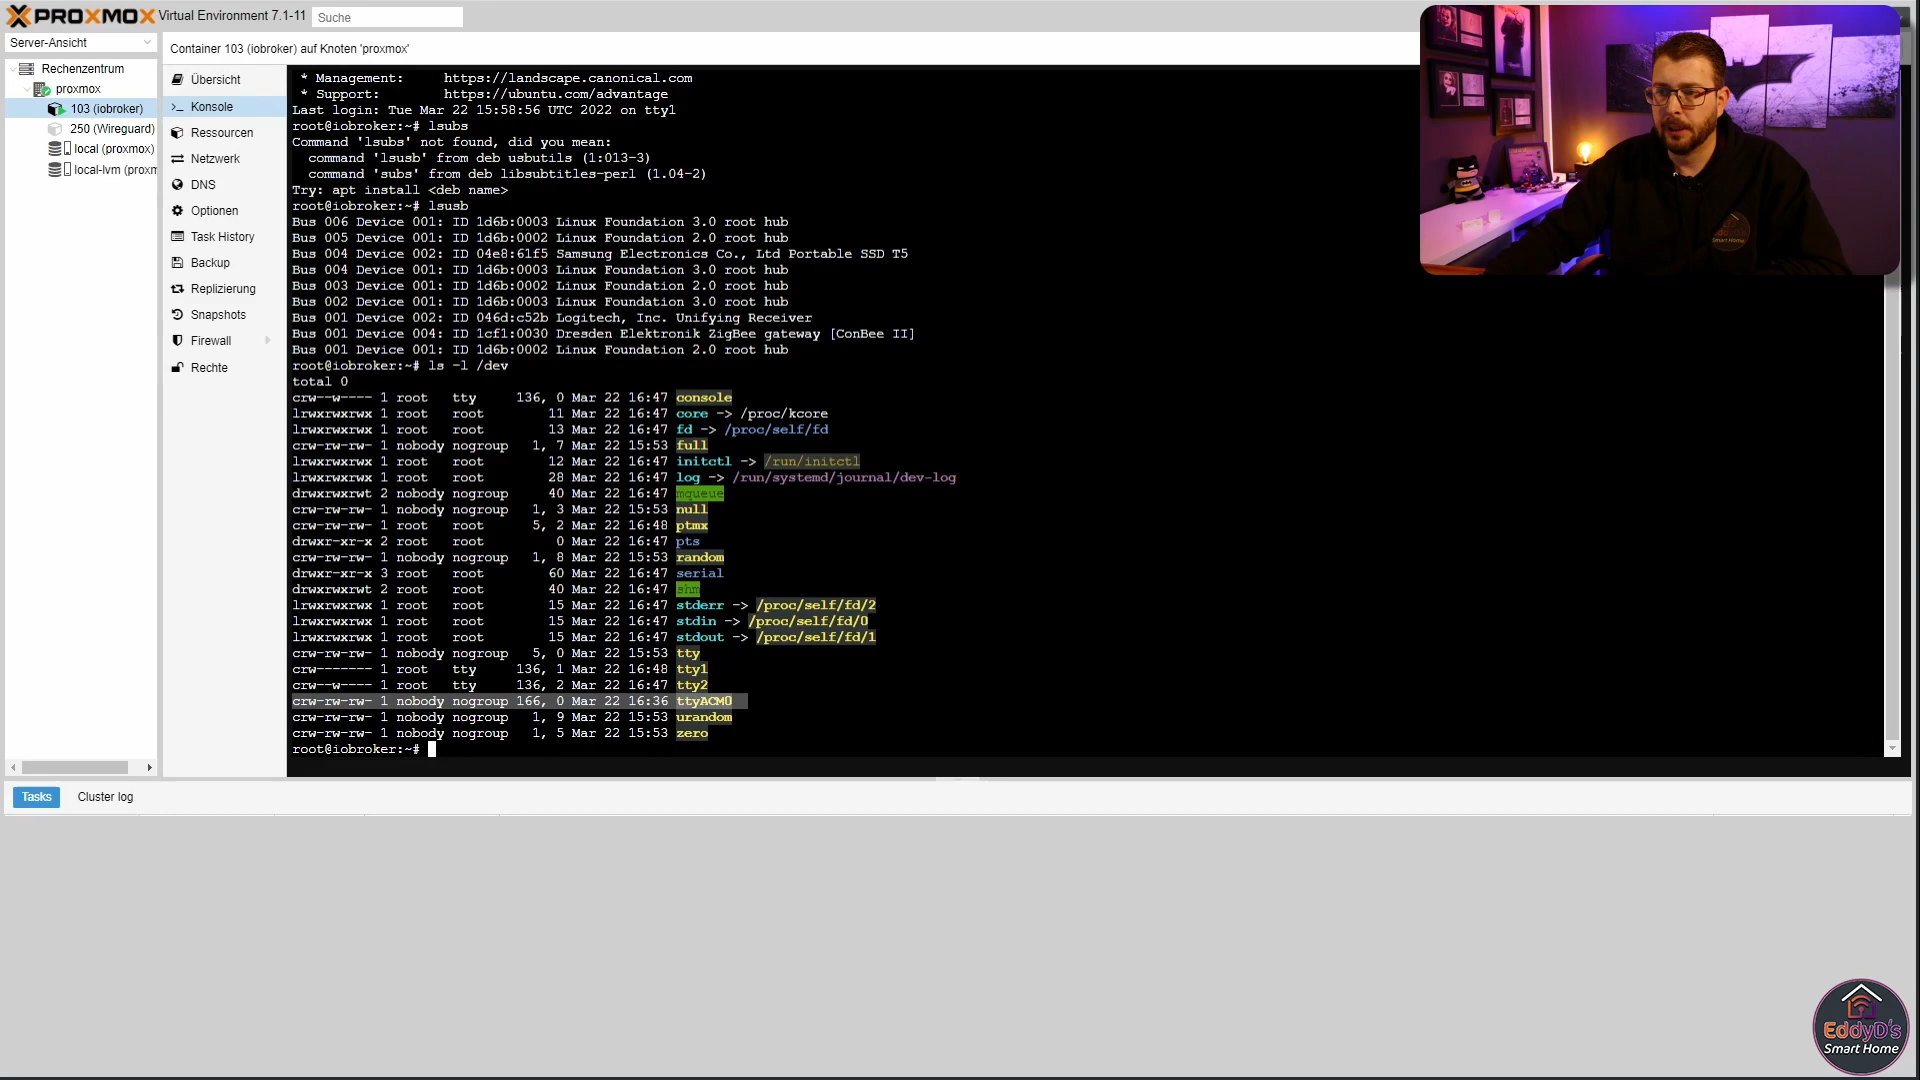 PROXMOX Virtual Environment 7.1-11 Suche
Server-Ansicht
Rechenzentrum
proxmox
103 (iobroker)
250 (Wireguard)
local (proxmox)
local-lvm (proxm
Container 103 (iobroker) auf Knoten 'proxmox'
Übersicht
>_ Konsole
Ressourcen
Netzwerk
DNS
Optionen
Task History
Backup
Replizierung
Snapshots
Firewall
Rechte
* Management: https://landscape.canonical.com
* Support: https://ubuntu.com/advantage
Last login: Tue Mar 22 15:58:56 UTC 2022 on tty1
root@iobroker:~# lsubs
Command 'lsubs' not found, did you mean:
command 'lsusb' from deb usbutils (1:013-3)
command 'subs' from deb libsubtitles-perl (1.04-2)
Try: apt install <deb name>
root@iobroker:~# lsusb
Bus 006 Device 001: ID 1d6b:0003 Linux Foundation 3.0 root hub
Bus 005 Device 001: ID 1d6b:0002 Linux Foundation 2.0 root hub
Bus 004 Device 002: ID 04e8:61f5 Samsung Electronics Co., Ltd Portable SSD T5
Bus 004 Device 001: ID 1d6b:0003 Linux Foundation 3.0 root hub
Bus 003 Device 001: ID 1d6b:0002 Linux Foundation 2.0 root hub
Bus 002 Device 001: ID 1d6b:0003 Linux Foundation 3.0 root hub
Bus 001 Device 002: ID 046d:c52b Logitech, Inc. Unifying Receiver
Bus 001 Device 004: ID 1cf1:0030 Dresden Elektronik ZigBee gateway [ConBee II]
Bus 001 Device 001: ID 1d6b:0002 Linux Foundation 2.0 root hub
root@iobroker:~# ls -l /dev
total 0
crw--w---- 1 root tty 136, 0 Mar 22 16:47 console
lrwxrwxrwx 1 root root 11 Mar 22 16:47 core -> /proc/kcore
lrwxrwxrwx 1 root root 13 Mar 22 16:47 fd -> /proc/self/fd
crw-rw-rw- 1 nobody nogroup 1, 7 Mar 22 15:53 full
lrwxrwxrwx 1 root root 12 Mar 22 16:47 initctl -> /run/initctl
lrwxrwxrwx 1 root root 28 Mar 22 16:47 log -> /run/systemd/journal/dev-log
drwxrwxrwt 2 nobody nogroup 40 Mar 22 16:47 mqueue
crw-rw-rw- 1 nobody nogroup 1, 3 Mar 22 15:53 null
crw-rw-rw- 1 root root 5, 2 Mar 22 16:48 ptmx
drwxr-xr-x 2 root root 0 Mar 22 16:47 pts
crw-rw-rw- 1 nobody nogroup 1, 8 Mar 22 15:53 random
drwxr-xr-x 3 root root 60 Mar 22 16:47 serial
drwxrwxrwt 2 root root 40 Mar 22 16:47 shm
lrwxrwxrwx 1 root root 15 Mar 22 16:47 stderr -> /proc/self/fd/2
lrwxrwxrwx 1 root root 15 Mar 22 16:47 stdin -> /proc/self/fd/0
lrwxrwxrwx 1 root root 15 Mar 22 16:47 stdout -> /proc/self/fd/1
crw-rw-rw- 1 nobody nogroup 5, 0 Mar 22 15:53 tty
crw------- 1 root tty 136, 1 Mar 22 16:48 tty1
crw--w---- 1 root tty 136, 2 Mar 22 16:47 tty2
crw-rw-rw- 1 nobody nogroup 166, 0 Mar 22 16:36 ttyACM0
crw-rw-rw- 1 nobody nogroup 1, 9 Mar 22 15:53 urandom
crw-rw-rw- 1 nobody nogroup 1, 5 Mar 22 15:53 zero
root@iobroker:~#
Tasks Cluster log
EddyD's
Smart Home